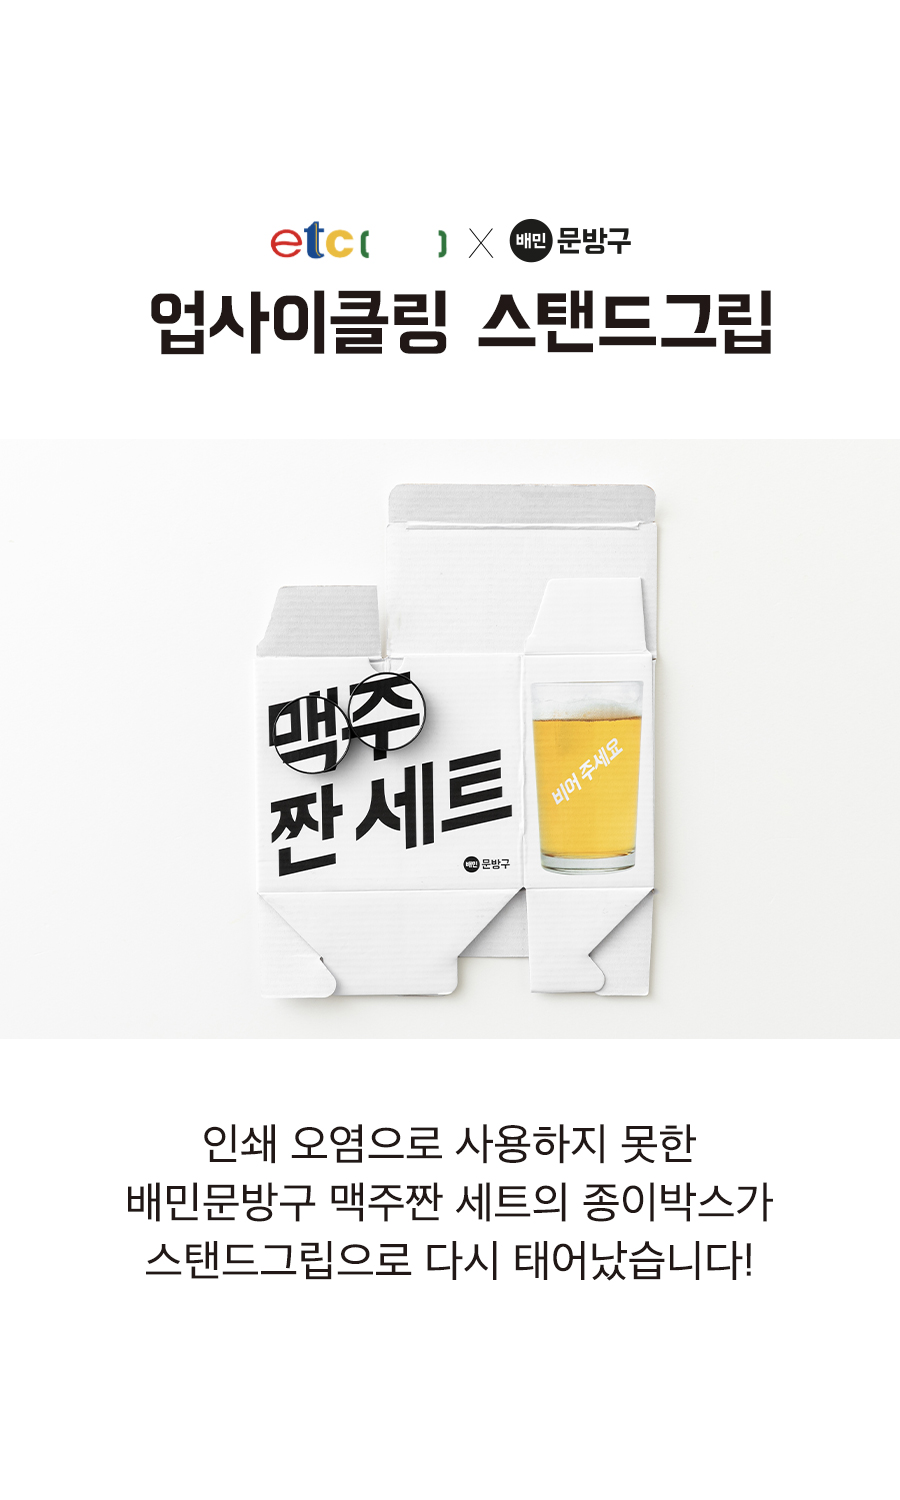 etc( ) X 배민 문방구
업사이클링 스탠드그립
맥주
짠 세트
배민 문방구
비어 주세요
인쇄 오염으로 사용하지 못한
배민문방구 맥주짠 세트의 종이박스가
스탠드그립으로 다시 태어났습니다!